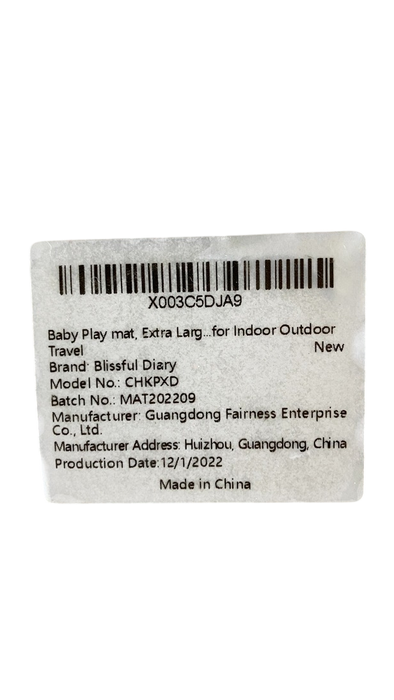 X003C5DJA9
Baby Play mat, Extra Larg...for Indoor Outdoor
Travel New
Brand: Blissful Diary
Model No.: CHKPXD
Batch No.: MAT202209
Manufacturer: Guangdong Fairness Enterprise
Co., Ltd.
Manufacturer Address: Huizhou, Guangdong, China
Production Date:12/1/2022
Made in China